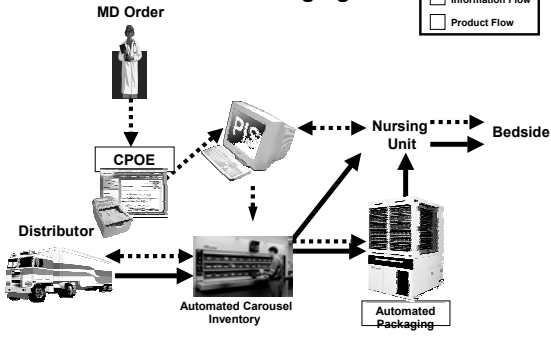 MD Order
Information Flow
Product Flow
CPOE
PIS
Nursing
Unit
Bedside
Distributor
Automated Carousel
Inventory
Automated
Packaging